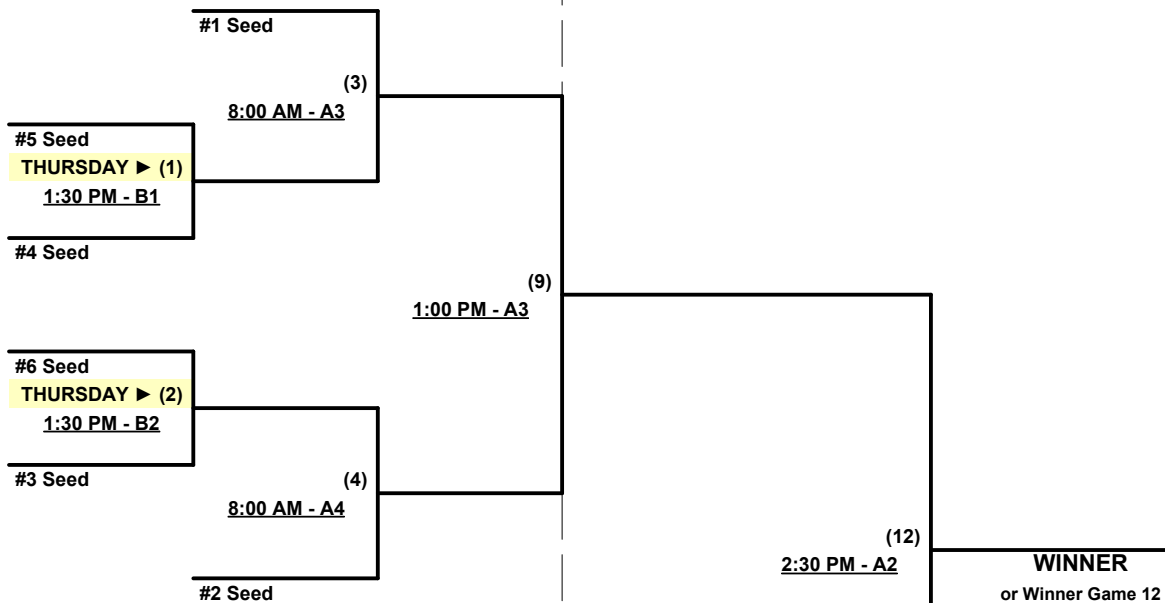 #1 Seed
(3)
8:00 AM - A3
#5 Seed
THURSDAY ► (1)
1:30 PM - B1
#4 Seed
(9)
1:00 PM - A3
#6 Seed
THURSDAY ► (2)
1:30 PM - B2
#3 Seed
(4)
8:00 AM - A4
#2 Seed
(12)
2:30 PM - A2
WINNER
or Winner Game 12